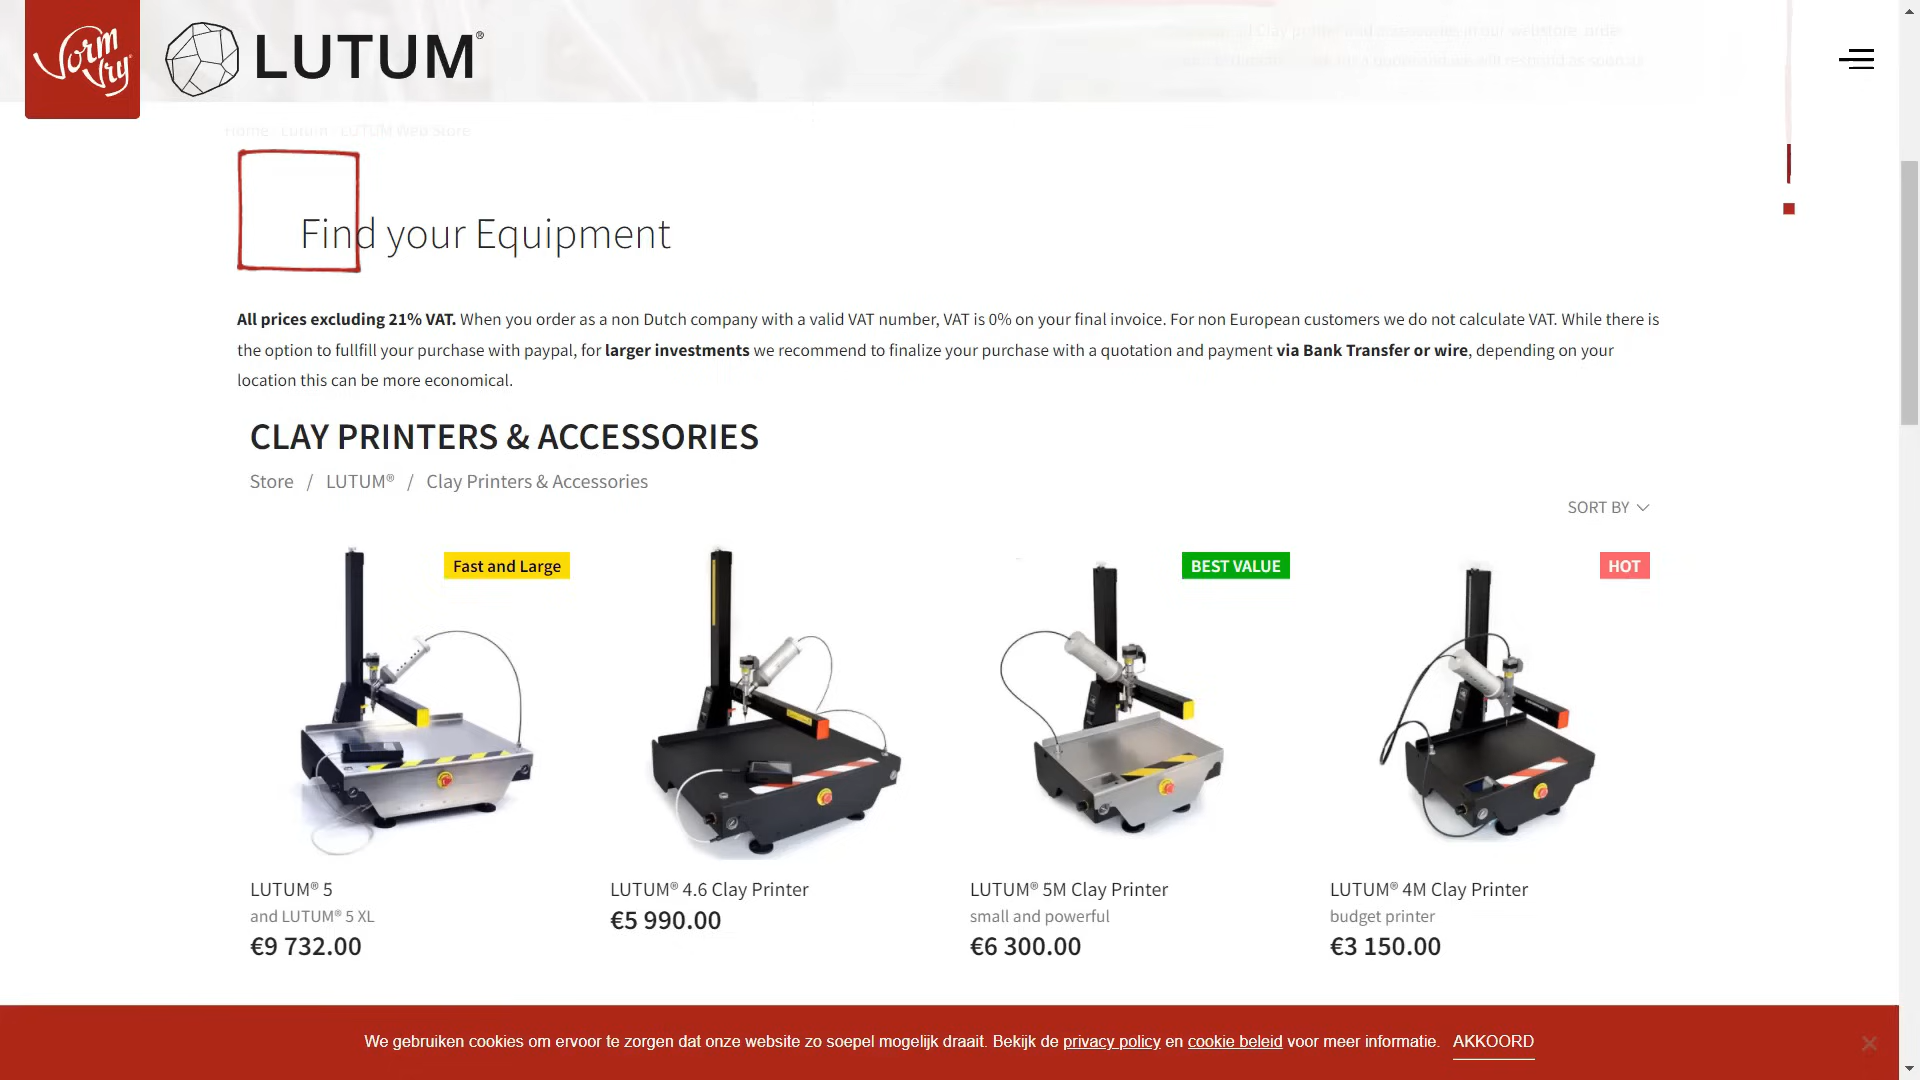 Vorm Vrij
LUTUM®
Home Lutum LUTUM Web Store
Find your Equipment
All prices excluding 21% VAT. When you order as a non Dutch company with a valid VAT number, VAT is 0% on your final invoice. For non European customers we do not calculate VAT. While there is
the option to fullfill your purchase with paypal, for larger investments we recommend to finalize your purchase with a quotation and payment via Bank Transfer or wire, depending on your
location this can be more economical.
CLAY PRINTERS & ACCESSORIES
Store / LUTUM® / Clay Printers & Accessories
SORT BY
Fast and Large
BEST VALUE
HOT
LUTUM® 5
and LUTUM® 5 XL
€9 732.00
LUTUM® 4.6 Clay Printer
€5 990.00
LUTUM® 5M Clay Printer
small and powerful
€6 300.00
LUTUM® 4M Clay Printer
budget printer
€3 150.00
We gebruiken cookies om ervoor te zorgen dat onze website zo soepel mogelijk draait. Bekijk de privacy policy en cookie beleid voor meer informatie. AKKOORD